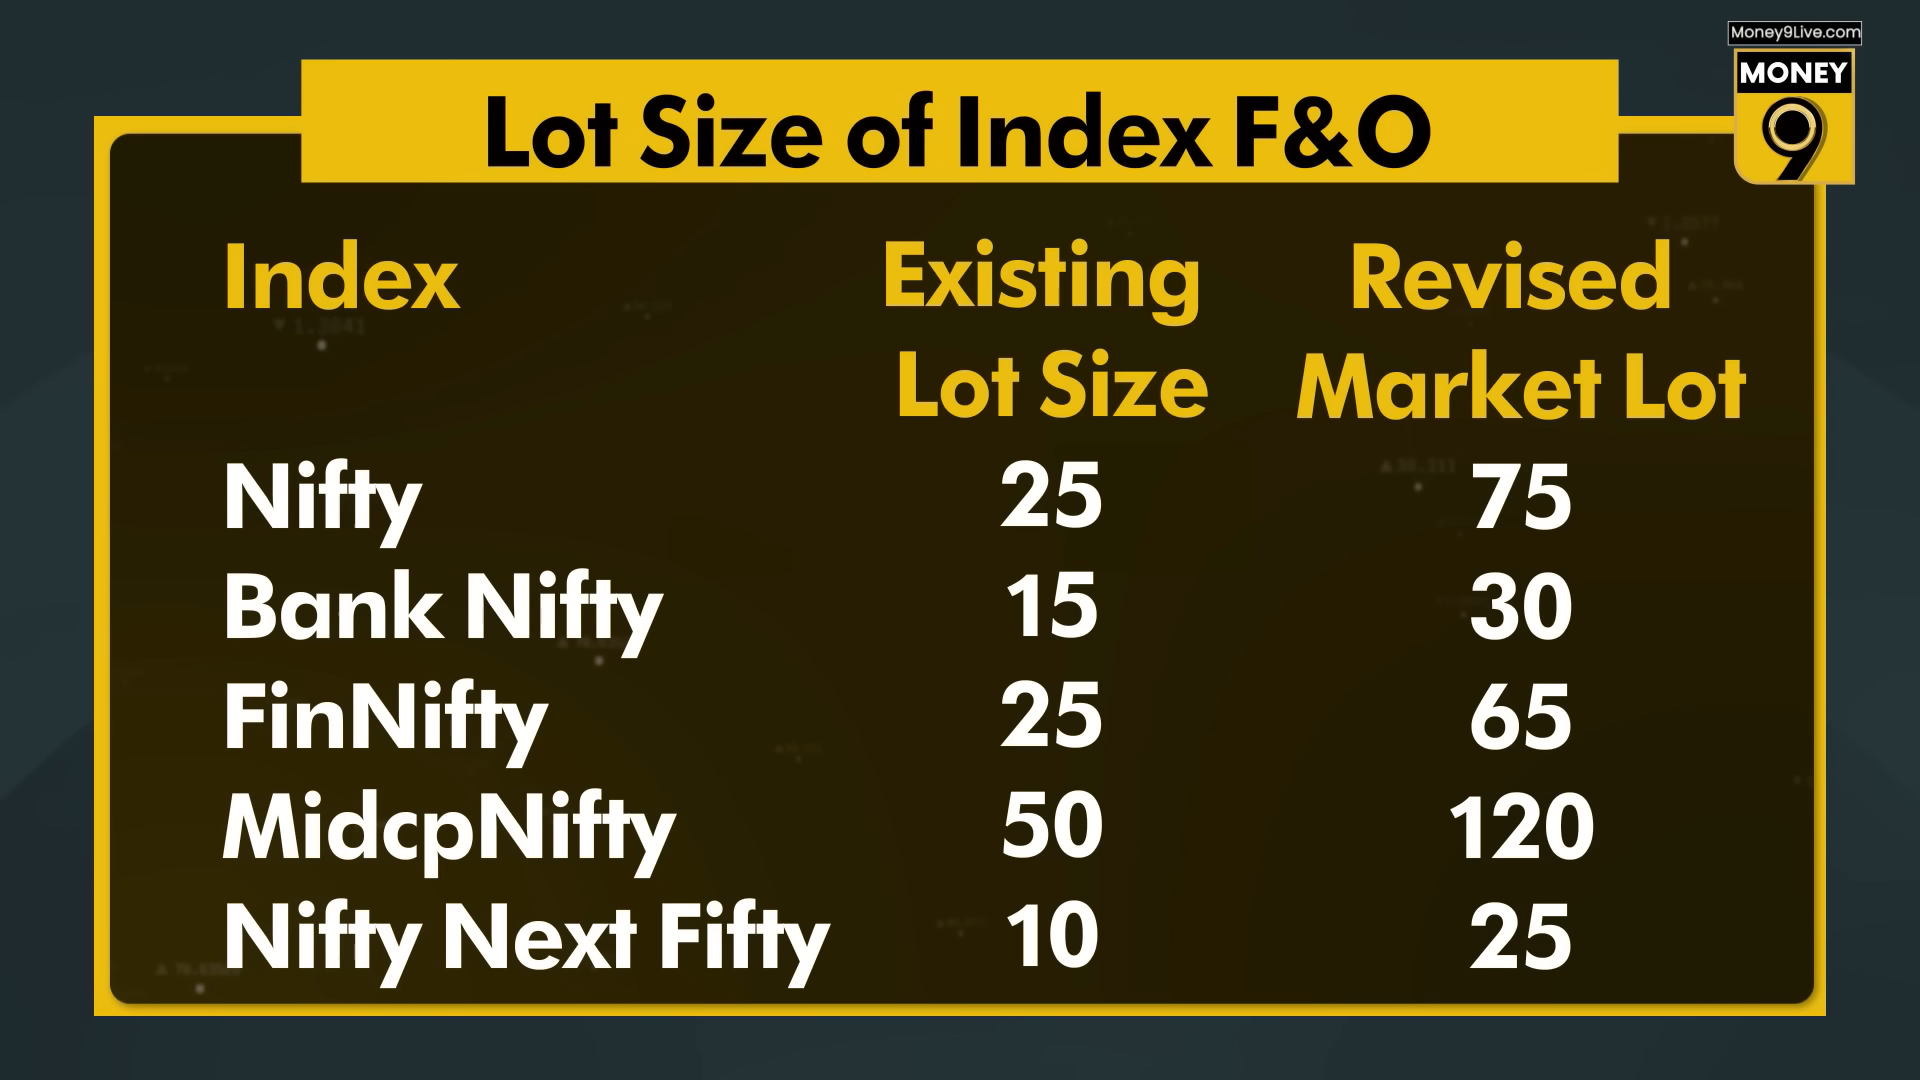 Money9Live.com
MONEY
9
Lot Size of Index F&O
Index Existing Lot Size Revised Market Lot
Nifty 25 75
Bank Nifty 15 30
FinNifty 25 65
MidcpNifty 50 120
Nifty Next Fifty 10 25